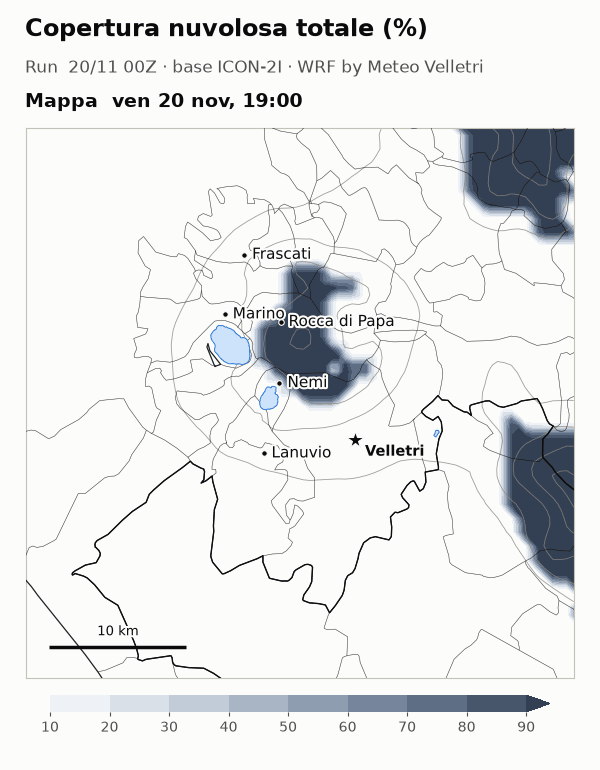 Copertura nuvolosa totale (%)
Run 20/11 00Z · base ICON-2I · WRF by Meteo Velletri
Mappa ven 20 nov, 19:00
Frascati
Marino
Rocca di Papa
Nemi
Velletri
Lanuvio
10 km
10 20 30 40 50 60 70 80 90